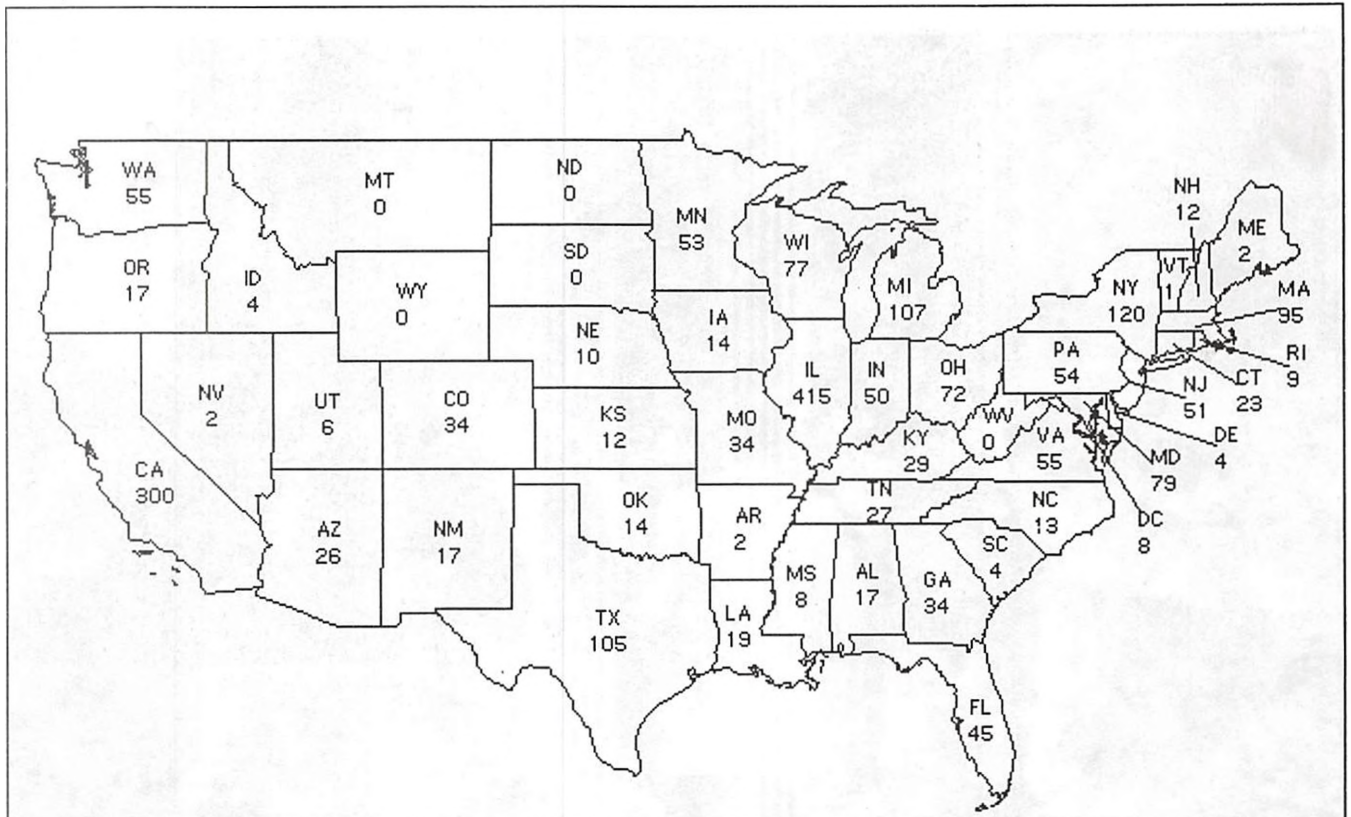 WA
55
MT
0
ND
0
MN
53
NH
12
ME
2
OR
17
ID
4
WY
0
SD
0
WI
77
MI
107
VT
1
NY
120
MA
95
NE
10
IA
14
PA
54
RI
9
NV
2
UT
6
CO
34
IL
415
IN
50
OH
72
NJ
51
CT
23
KS
12
MO
34
KY
29
WV
0
VA
55
DE
4
CA
300
MD
79
AZ
26
NM
17
OK
14
AR
2
TN
27
NC
13
DC
8
TX
105
LA
19
MS
8
AL
17
GA
34
SC
4
FL
45